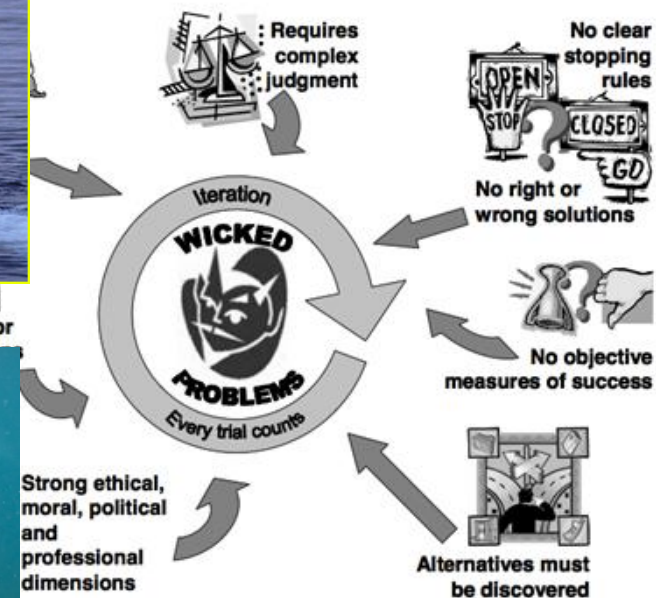 Requires
complex
judgment
No clear
stopping
rules
OPEN
STOP
CLOSED
GO
No right or
wrong solutions
Iteration
WICKED
PROBLEMS
Every trial counts
or
s
No objective
measures of success
Strong ethical,
moral, political
and
professional
dimensions
Alternatives must
be discovered